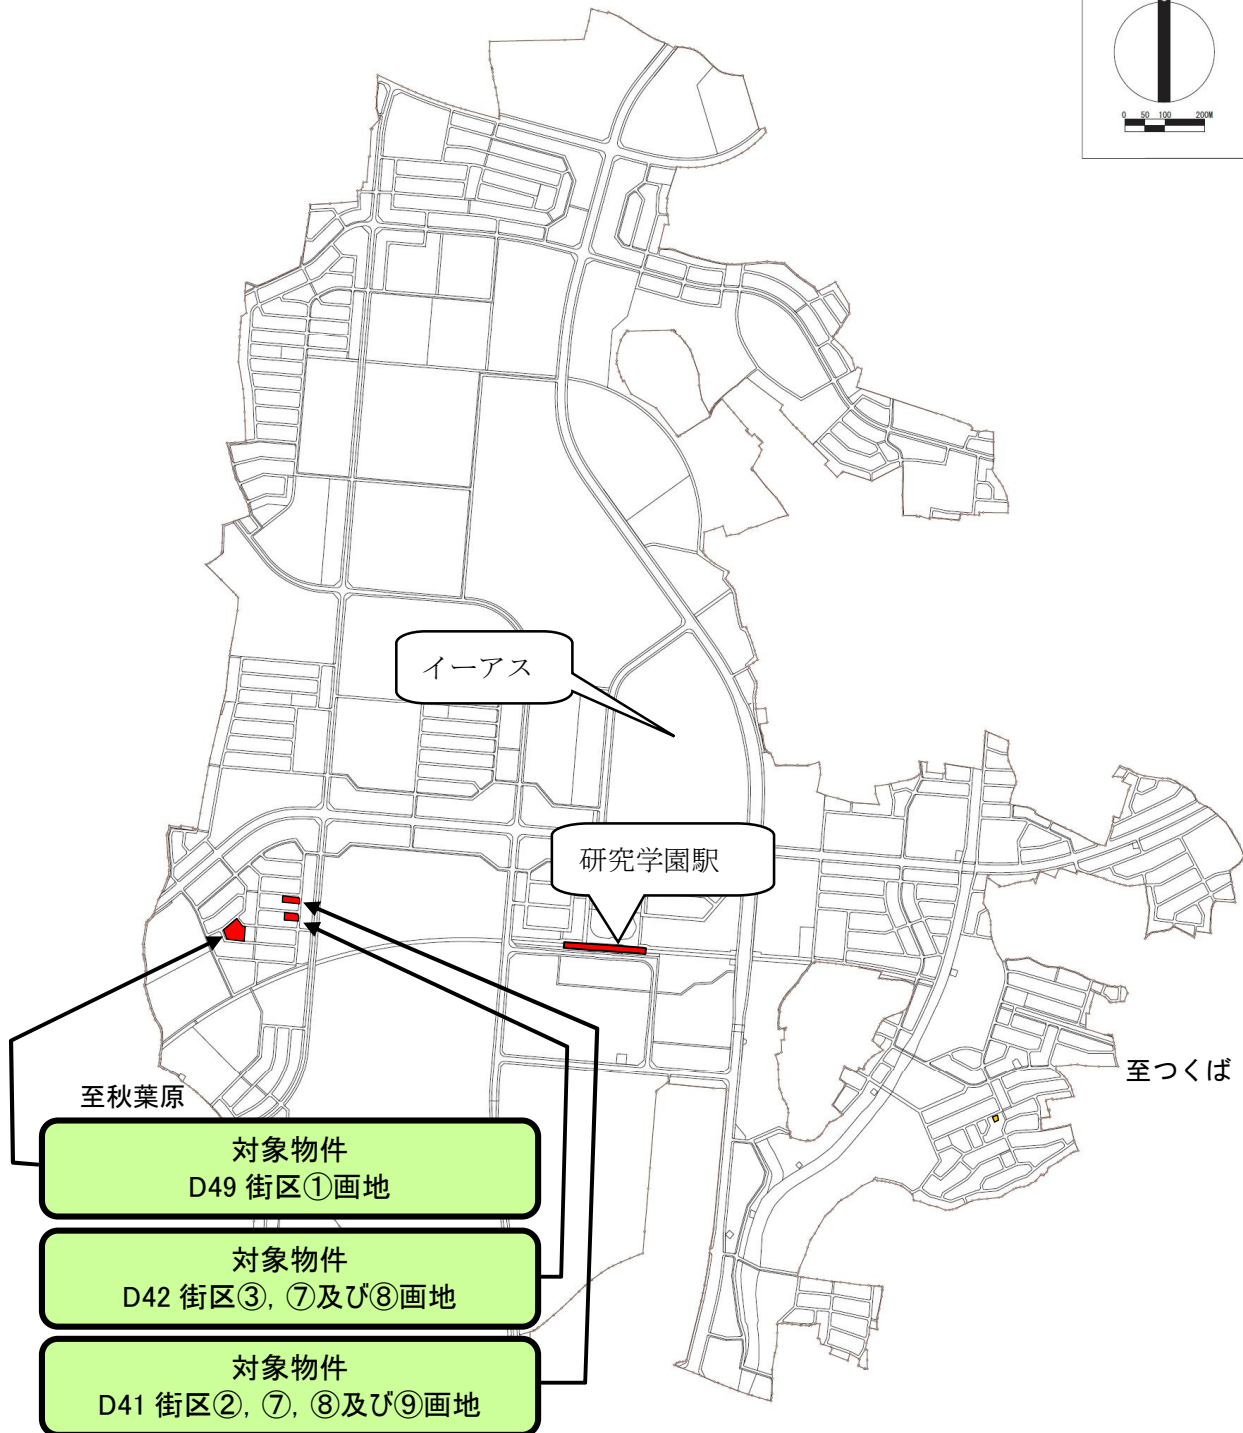 0 50 100 200M
イーアス
研究学園駅
至つくば
至秋葉原
対象物件
D49 街区①画地
対象物件
D42 街区③，⑦及び⑧画地
対象物件
D41 街区②，⑦，⑧及び⑨画地